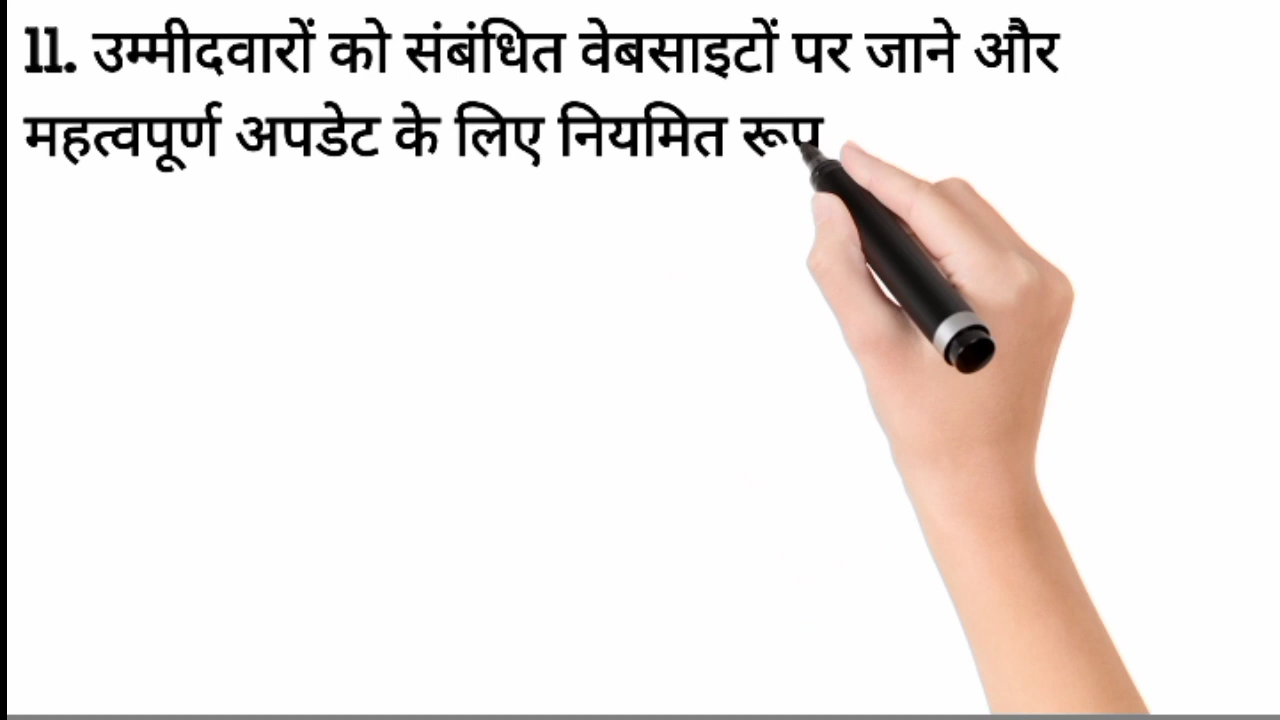 11. उम्मीदवारों को संबंधित वेबसाइटों पर जाने और
महत्वपूर्ण अपडेट के लिए नियमित रूप